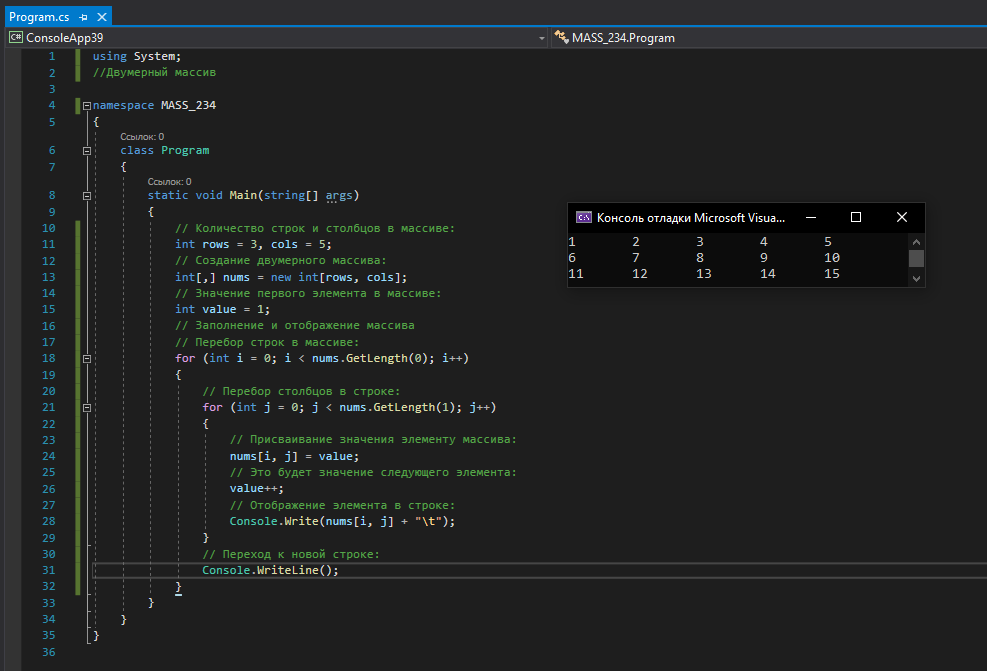 Program.cs
C# ConsoleApp39
MASS_234.Program
1 using System;
2 //Двумерный массив
3
4 namespace MASS_234
5 {
Ссылок: 0
6 class Program
7 {
Ссылок: 0
8 static void Main(string[] args)
9 {
10 // Количество строк и столбцов в массиве:
11 int rows = 3, cols = 5;
12 // Создание двумерного массива:
13 int[,] nums = new int[rows, cols];
14 // Значение первого элемента в массиве:
15 int value = 1;
16 // Заполнение и отображение массива
17 // Перебор строк в массиве:
18 for (int i = 0; i < nums.GetLength(0); i++)
19 {
20 // Перебор столбцов в строке:
21 for (int j = 0; j < nums.GetLength(1); j++)
22 {
23 // Присваивание значения элементу массива:
24 nums[i, j] = value;
25 // Это будет значение следующего элемента:
26 value++;
27 // Отображение элемента в строке:
28 Console.Write(nums[i, j] + "\t");
29 }
30 // Переход к новой строке:
31 Console.WriteLine();
32 }
33 }
34 }
35 }
36
C:\ Консоль отладки Microsoft Visua...
1 2 3 4 5
6 7 8 9 10
11 12 13 14 15